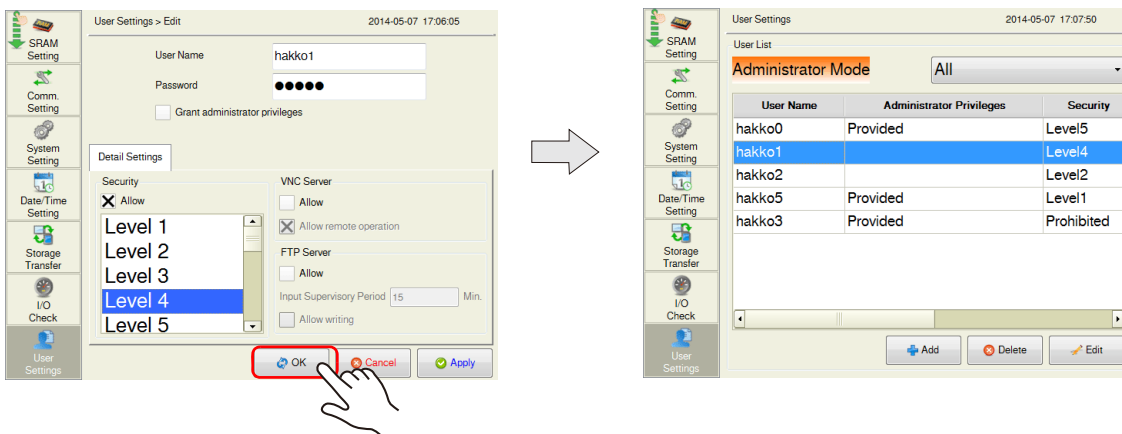 User Settings > Edit 2014-05-07 17:06:05
SRAM
Setting
Comm.
Setting
System
Setting
Date/Time
Setting
Storage
Transfer
I/O
Check
User
Settings
User Name hakko1
Password ●●●●●
Grant administrator privileges
Detail Settings
Security
Allow
Level 1
Level 2
Level 3
Level 4
Level 5
VNC Server
Allow
Allow remote operation
FTP Server
Allow
Input Supervisory Period 15 Min.
Allow writing
OK Cancel Apply
User Settings 2014-05-07 17:07:50
SRAM
Setting
Comm.
Setting
System
Setting
Date/Time
Setting
Storage
Transfer
I/O
Check
User
Settings
User List
Administrator Mode All
User Name Administrator Privileges Security
hakko0 Provided Level5
hakko1 Level4
hakko2 Level2
hakko5 Provided Level1
hakko3 Provided Prohibited
Add Delete Edit